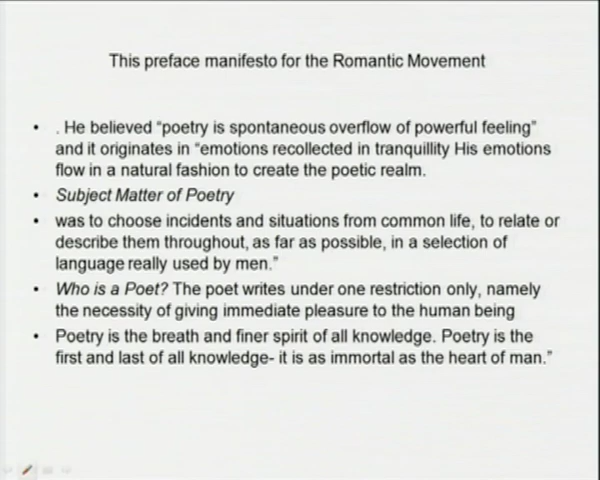 This preface manifesto for the Romantic Movement
• . He believed “poetry is spontaneous overflow of powerful feeling”
and it originates in “emotions recollected in tranquillity His emotions
flow in a natural fashion to create the poetic realm.
• Subject Matter of Poetry
• was to choose incidents and situations from common life, to relate or
describe them throughout, as far as possible, in a selection of
language really used by men.”
• Who is a Poet? The poet writes under one restriction only, namely
the necessity of giving immediate pleasure to the human being
• Poetry is the breath and finer spirit of all knowledge. Poetry is the
first and last of all knowledge- it is as immortal as the heart of man.”